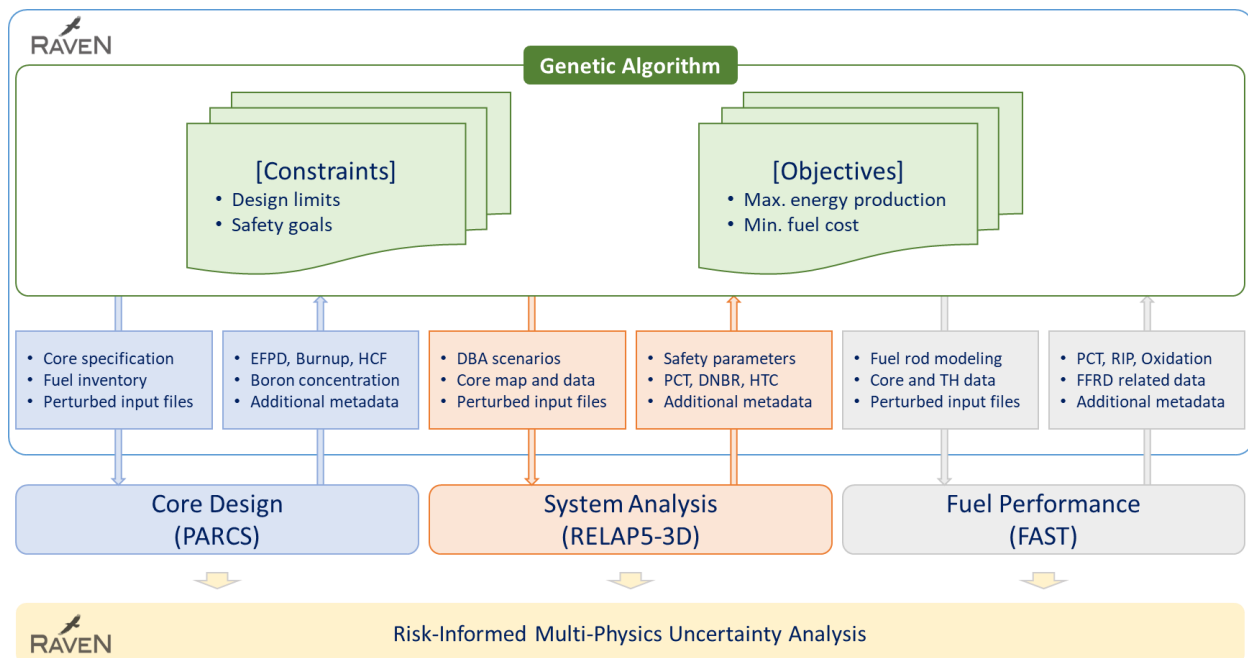 RAVEN
Genetic Algorithm
[Constraints]
• Design limits
• Safety goals
[Objectives]
• Max. energy production
• Min. fuel cost
• Core specification
• Fuel inventory
• Perturbed input files
• EFPD, Burnup, HCF
• Boron concentration
• Additional metadata
• DBA scenarios
• Core map and data
• Perturbed input files
• Safety parameters
• PCT, DNBR, HTC
• Additional metadata
• Fuel rod modeling
• Core and TH data
• Perturbed input files
• PCT, RIP, Oxidation
• FFRD related data
• Additional metadata
Core Design
(PARCS)
System Analysis
(RELAP5-3D)
Fuel Performance
(FAST)
RAVEN
Risk-Informed Multi-Physics Uncertainty Analysis